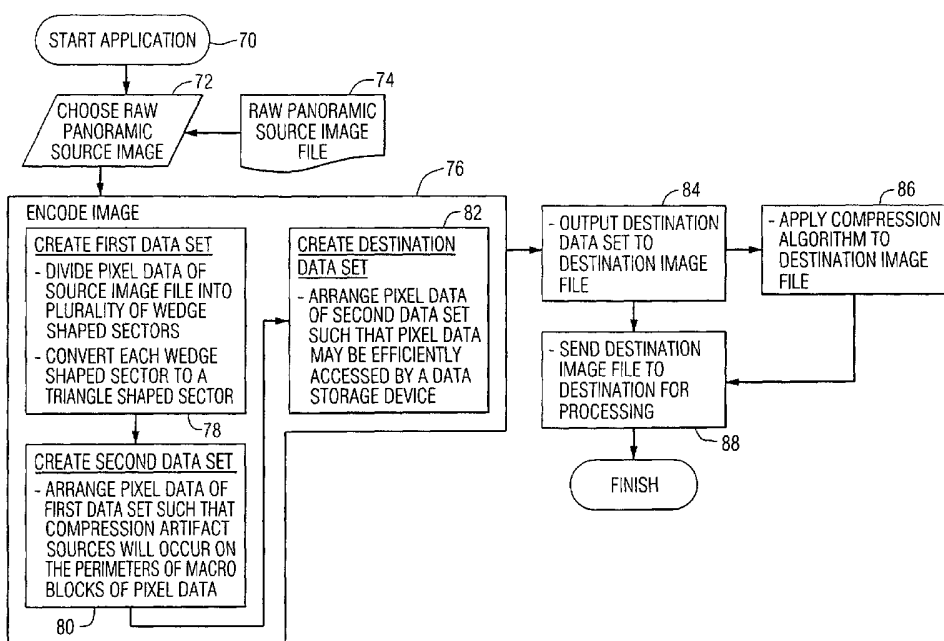 START APPLICATION
70
72
CHOOSE RAW
PANORAMIC
SOURCE IMAGE
74
RAW PANORAMIC
SOURCE IMAGE
FILE
76
ENCODE IMAGE
CREATE FIRST DATA SET
- DIVIDE PIXEL DATA OF
SOURCE IMAGE FILE INTO
PLURALITY OF WEDGE
SHAPED SECTORS
- CONVERT EACH WEDGE
SHAPED SECTOR TO A
TRIANGLE SHAPED SECTOR
78
CREATE SECOND DATA SET
- ARRANGE PIXEL DATA OF
FIRST DATA SET SUCH THAT
COMPRESSION ARTIFACT
SOURCES WILL OCCUR ON
THE PERIMETERS OF MACRO
BLOCKS OF PIXEL DATA
80
82
CREATE DESTINATION
DATA SET
- ARRANGE PIXEL DATA
OF SECOND DATA SET
SUCH THAT PIXEL DATA
MAY BE EFFICIENTLY
ACCESSED BY A DATA
STORAGE DEVICE
84
- OUTPUT DESTINATION
DATA SET TO
DESTINATION IMAGE
FILE
86
- APPLY COMPRESSION
ALGORITHM TO
DESTINATION IMAGE
FILE
- SEND DESTINATION
IMAGE FILE TO
DESTINATION FOR
PROCESSING
88
FINISH